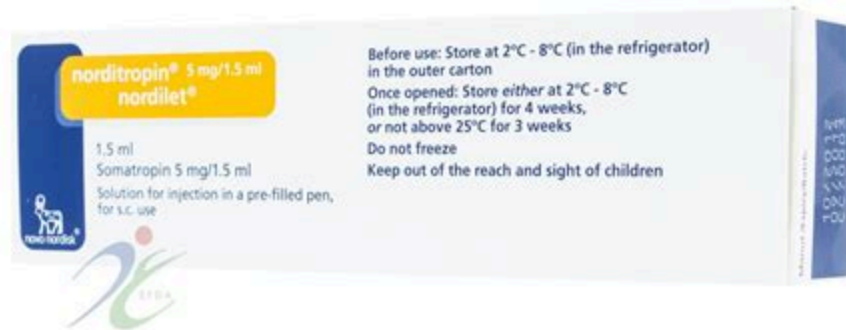 norditropin® 5 mg/1.5 ml
nordilet®
1.5 ml
Somatropin 5 mg/1.5 ml
Solution for injection in a pre-filled pen,
for s.c. use
novo nordisk®
Before use: Store at 2°C - 8°C (in the refrigerator)
in the outer carton
Once opened: Store either at 2°C - 8°C
(in the refrigerator) for 4 weeks,
or not above 25°C for 3 weeks
Do not freeze
Keep out of the reach and sight of children
SFDA